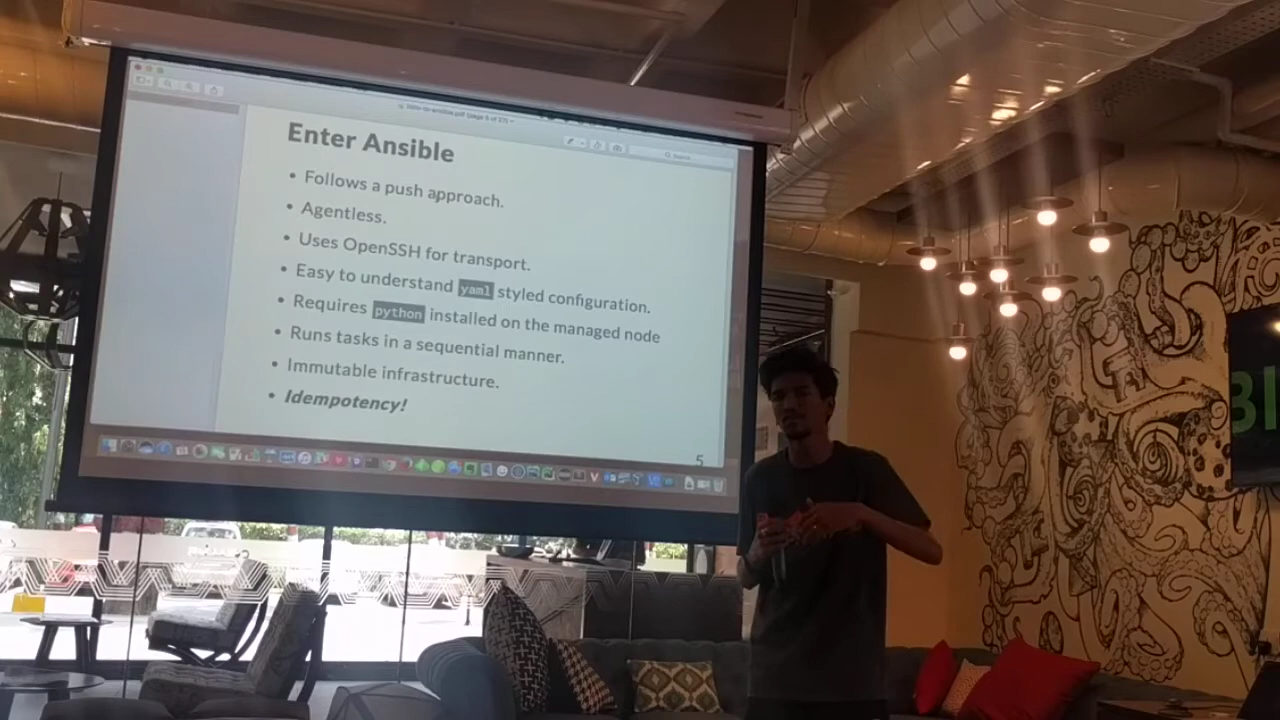 Enter Ansible
• Follows a push approach.
• Agentless.
• Uses OpenSSH for transport.
• Easy to understand yaml styled configuration.
• Requires python installed on the managed node
• Runs tasks in a sequential manner.
• Immutable infrastructure.
• Idempotency!
5
Bl